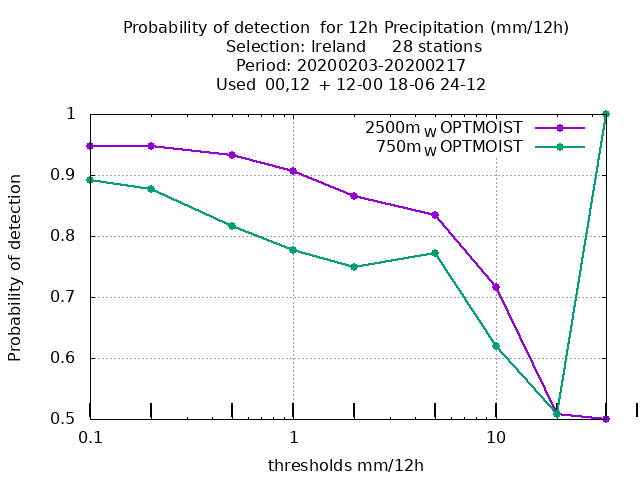 Probability of detection  for 12h Precipitation (mm/12h)
Selection: Ireland     28 stations
Period: 20200203-20200217
Used  00,12  + 12-00 18-06 24-12
2500m W OPTMOIST
750m W OPTMOIST
Probability of detection
1
0.9
0.8
0.7
0.6
0.5
0.1 1 10
thresholds mm/12h